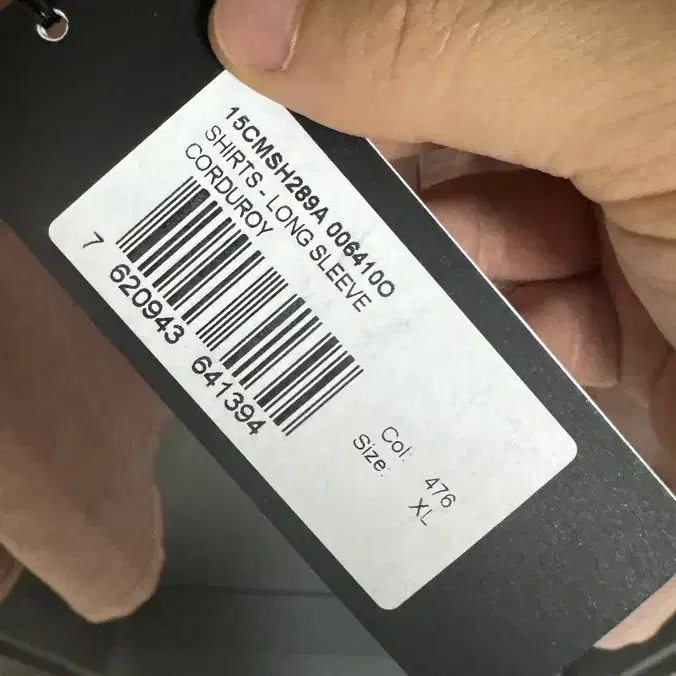 15CMSH289A 006410O
SHIRTS - LONG SLEEVE
CORDUROY
7 620943 641394
Col: 476
Size: XL